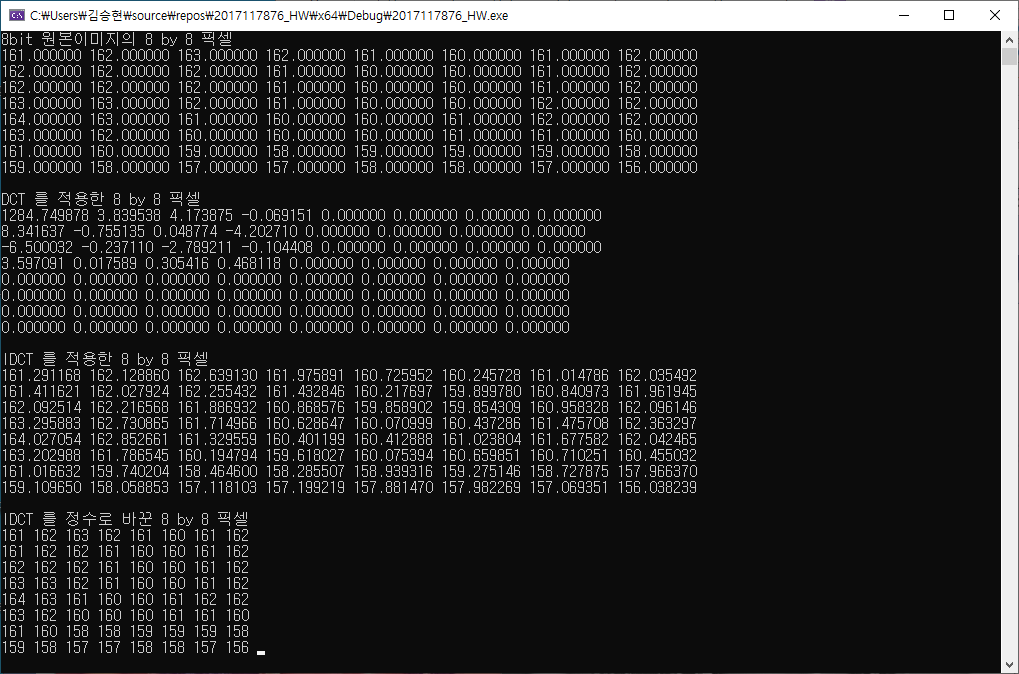 C:\Users\김승현\source\repos\2017117876_HW\x64\Debug\2017117876_HW.exe
8bit 원본이미지의 8 by 8 픽셀
161.000000 162.000000 163.000000 162.000000 161.000000 160.000000 161.000000 162.000000
162.000000 162.000000 162.000000 161.000000 160.000000 160.000000 161.000000 162.000000
162.000000 162.000000 162.000000 161.000000 160.000000 160.000000 161.000000 162.000000
163.000000 163.000000 162.000000 161.000000 160.000000 161.000000 162.000000 162.000000
164.000000 163.000000 161.000000 160.000000 160.000000 161.000000 162.000000 162.000000
163.000000 162.000000 160.000000 160.000000 160.000000 161.000000 161.000000 160.000000
161.000000 160.000000 159.000000 158.000000 159.000000 159.000000 159.000000 158.000000
159.000000 158.000000 157.000000 157.000000 158.000000 158.000000 157.000000 156.000000
DCT 를 적용한 8 by 8 픽셀
1284.749878 3.839538 4.173875 -0.069151 0.000000 0.000000 0.000000 0.000000
8.341637 -0.755135 0.048774 -4.202710 0.000000 0.000000 0.000000 0.000000
-6.500032 -0.237110 -2.789211 -0.104408 0.000000 0.000000 0.000000 0.000000
3.597091 0.017589 0.305416 0.468118 0.000000 0.000000 0.000000 0.000000
0.000000 0.000000 0.000000 0.000000 0.000000 0.000000 0.000000 0.000000
0.000000 0.000000 0.000000 0.000000 0.000000 0.000000 0.000000 0.000000
0.000000 0.000000 0.000000 0.000000 0.000000 0.000000 0.000000 0.000000
0.000000 0.000000 0.000000 0.000000 0.000000 0.000000 0.000000 0.000000
IDCT 를 적용한 8 by 8 픽셀
161.291168 162.128860 162.639130 161.975891 160.725952 160.245728 161.014786 162.035492
161.411621 162.027924 162.255432 161.432846 160.217697 159.899780 160.840973 161.961945
162.092514 162.216568 161.886932 160.868576 159.858902 159.854309 160.958328 162.096146
163.295883 162.730865 161.714966 160.628647 160.070999 160.437286 161.475708 162.363297
164.027054 162.852661 161.329559 160.401199 160.412888 161.023804 161.677582 162.042465
163.202988 161.786545 160.194794 159.618027 160.075394 160.659851 160.710251 160.455032
161.016632 159.740204 158.464600 158.285507 158.939316 159.275146 158.727875 157.966370
159.109650 158.058853 157.118103 157.199219 157.881470 157.982269 157.069351 156.038239
IDCT 를 정수로 바꾼 8 by 8 픽셀
161 162 163 162 161 160 161 162
161 162 162 161 160 160 161 162
162 162 162 161 160 160 161 162
163 163 162 161 160 160 161 162
164 163 161 160 160 161 162 162
163 162 160 160 160 161 161 160
161 160 158 158 159 159 159 158
159 158 157 157 158 158 157 156